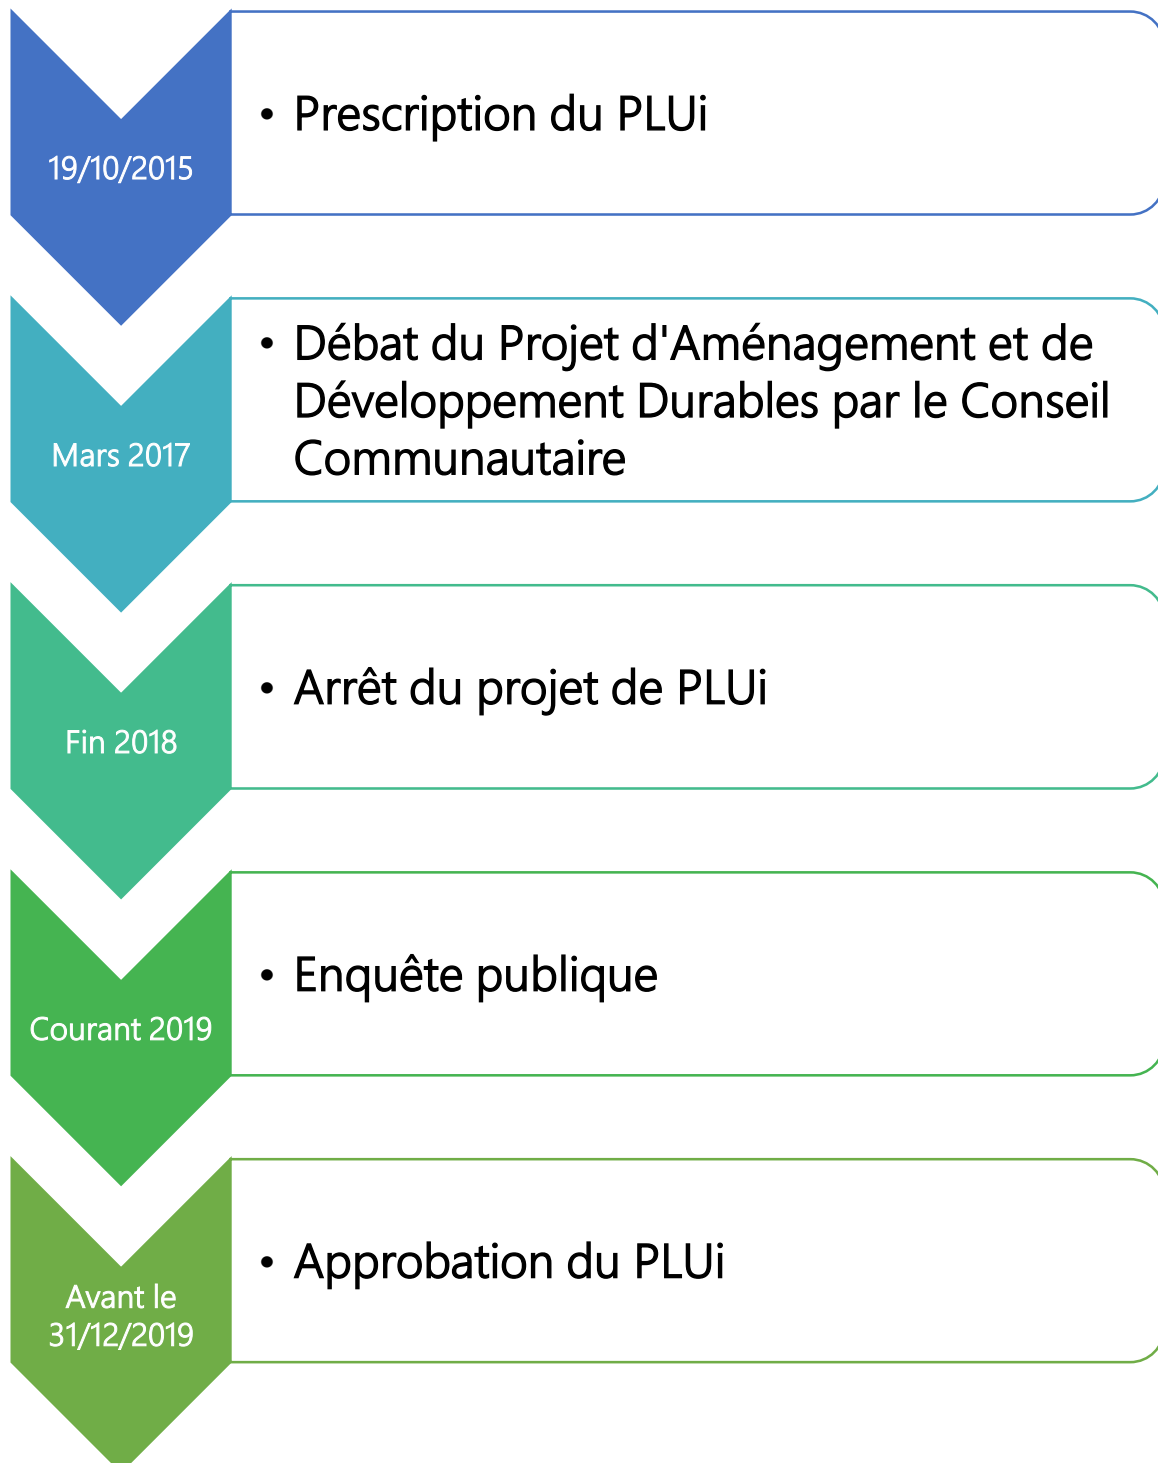 19/10/2015
• Prescription du PLUi
Mars 2017
• Débat du Projet d'Aménagement et de
Développement Durables par le Conseil
Communautaire
Fin 2018
• Arrêt du projet de PLUi
Courant 2019
• Enquête publique
Avant le
31/12/2019
• Approbation du PLUi